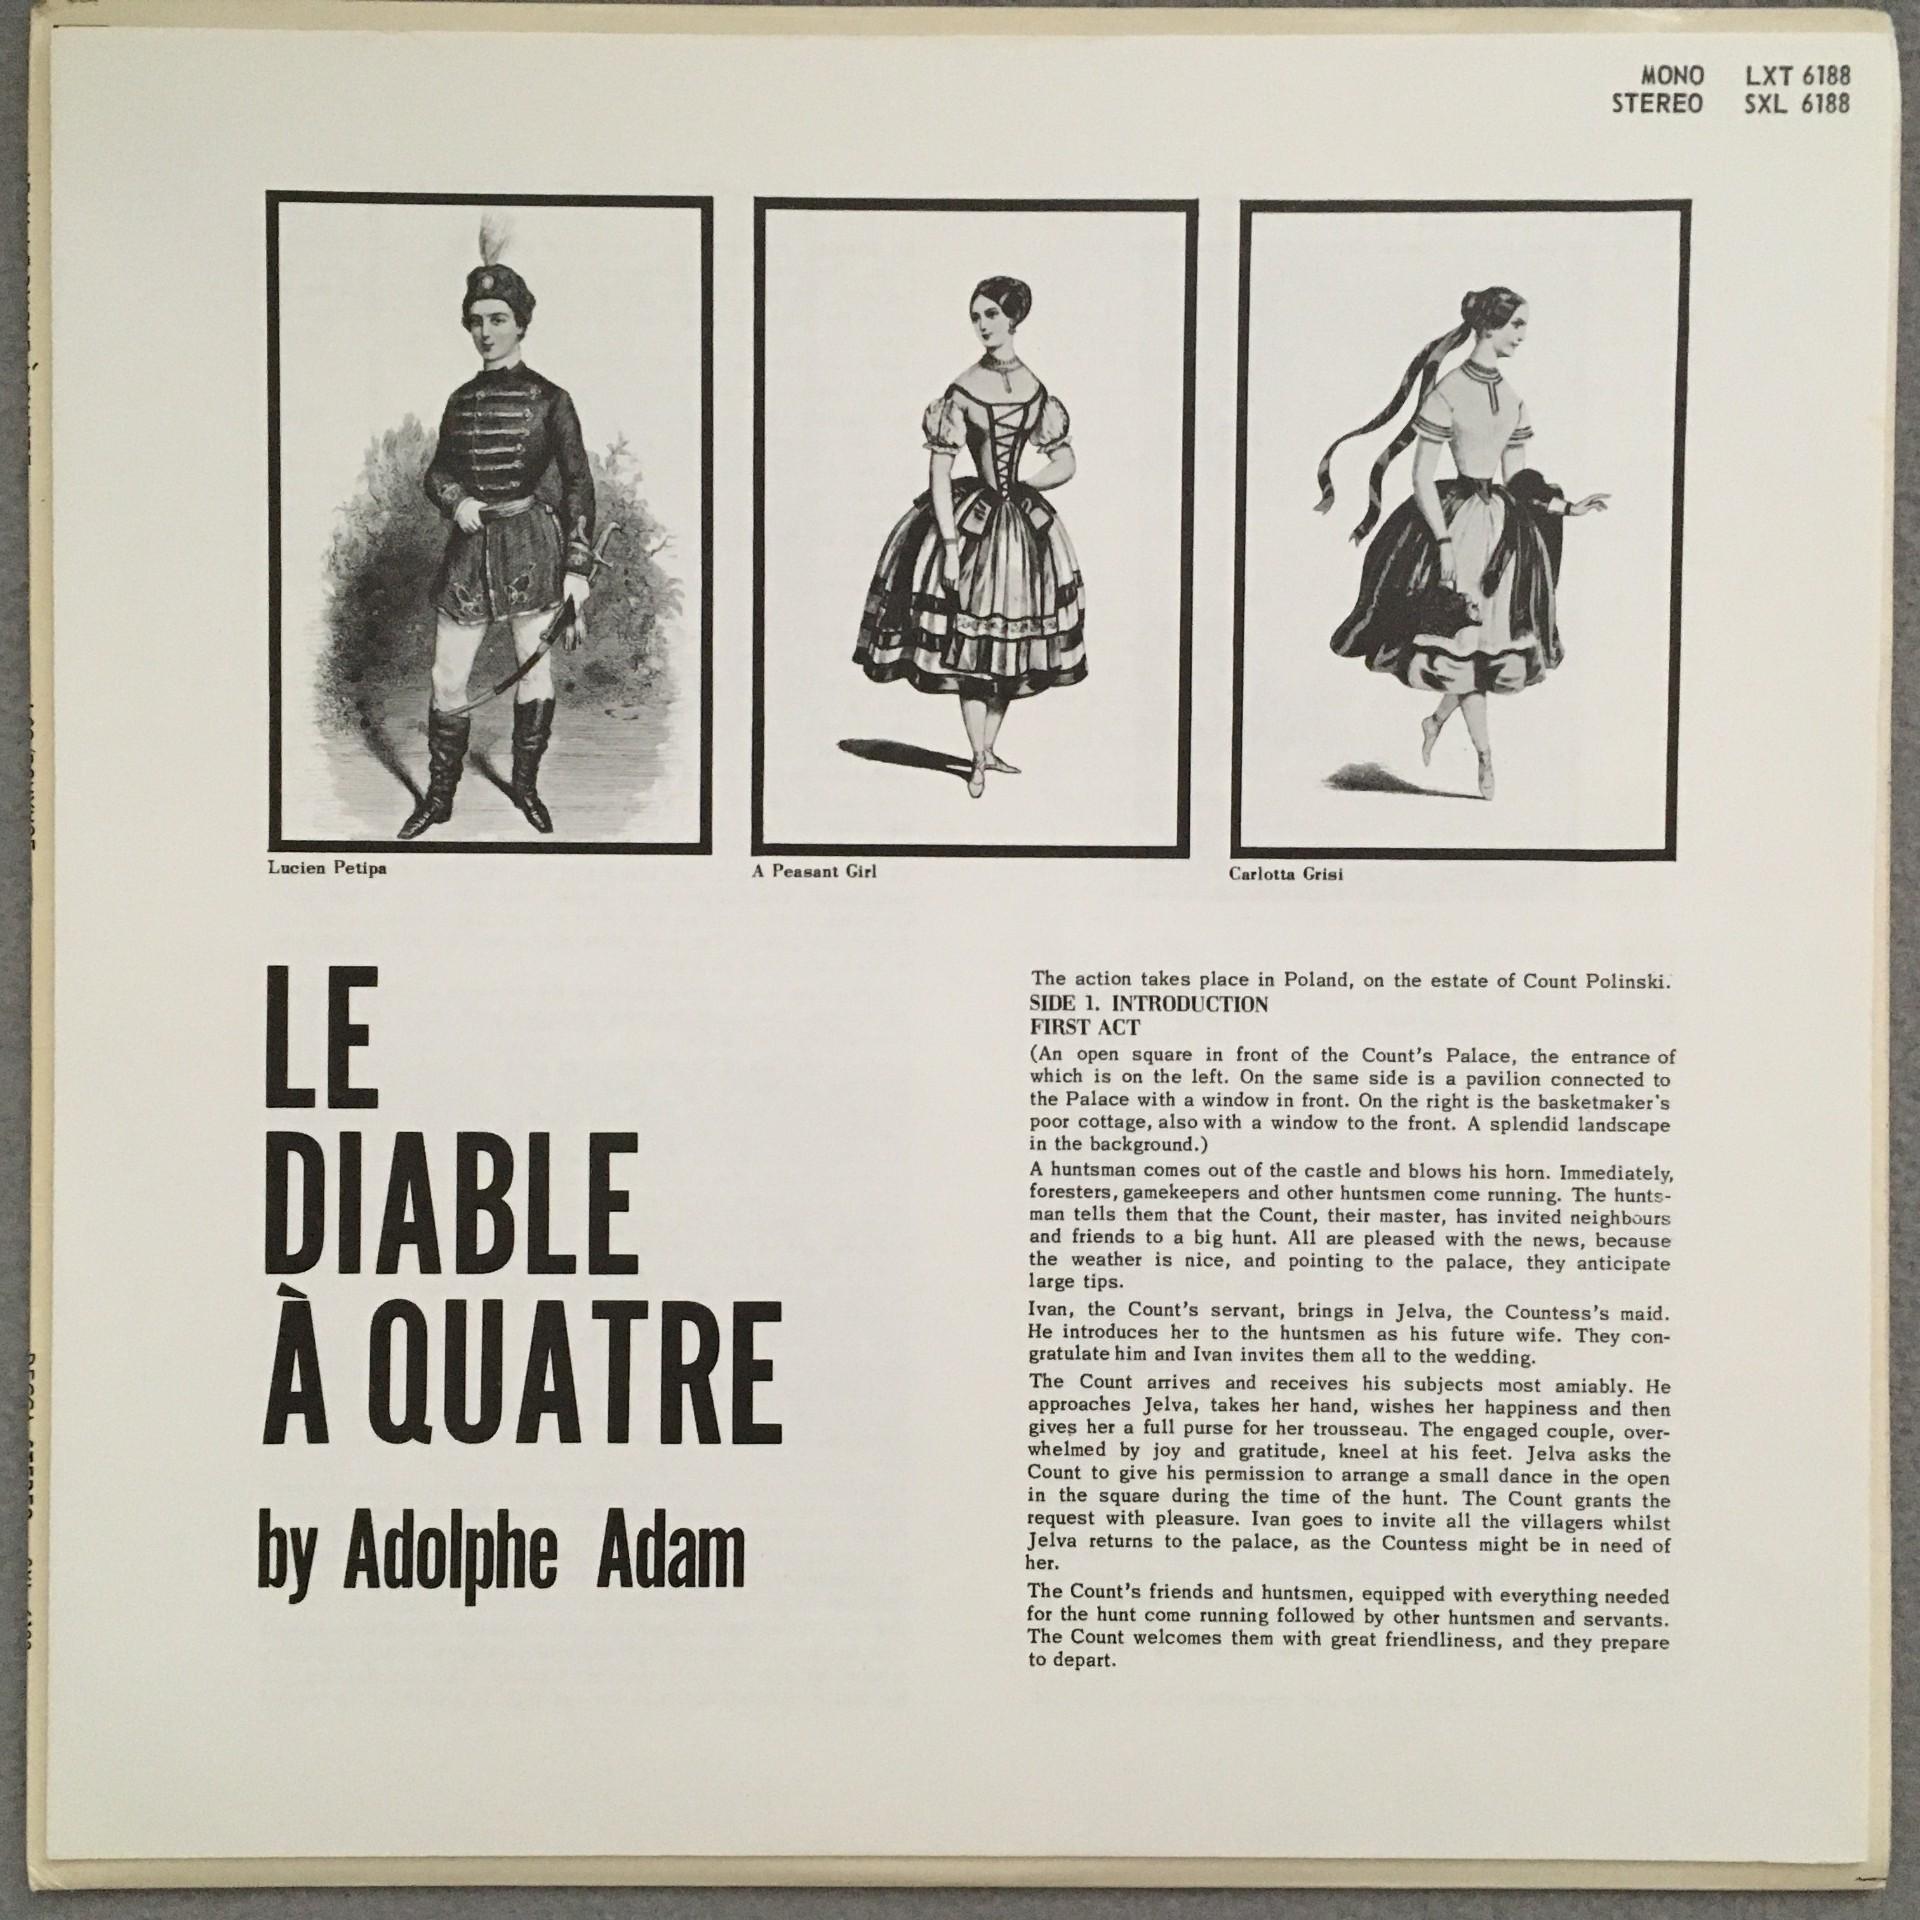 MONO LXT 6188
STEREO SXL 6188
Lucien Petipa
A Peasant Girl
Carlotta Grisi
LE
DIABLE
À QUATRE
by Adolphe Adam
The action takes place in Poland, on the estate of Count Polinski.
SIDE 1. INTRODUCTION
FIRST ACT
(An open square in front of the Count's Palace, the entrance of
which is on the left. On the same side is a pavilion connected to
the Palace with a window in front. On the right is the basketmaker's
poor cottage, also with a window to the front. A splendid landscape
in the background.)
A huntsman comes out of the castle and blows his horn. Immediately,
foresters, gamekeepers and other huntsmen come running. The hunts-
man tells them that the Count, their master, has invited neighbours
and friends to a big hunt. All are pleased with the news, because
the weather is nice, and pointing to the palace, they anticipate
large tips.
Ivan, the Count's servant, brings in Jelva, the Countess's maid.
He introduces her to the huntsmen as his future wife. They con-
gratulate him and Ivan invites them all to the wedding.
The Count arrives and receives his subjects most amiably. He
approaches Jelva, takes her hand, wishes her happiness and then
gives her a full purse for her trousseau. The engaged couple, over-
whelmed by joy and gratitude, kneel at his feet. Jelva asks the
Count to give his permission to arrange a small dance in the open
in the square during the time of the hunt. The Count grants the
request with pleasure. Ivan goes to invite all the villagers whilst
Jelva returns to the palace, as the Countess might be in need of
her.
The Count's friends and huntsmen, equipped with everything needed
for the hunt come running followed by other huntsmen and servants.
The Count welcomes them with great friendliness, and they prepare
to depart.